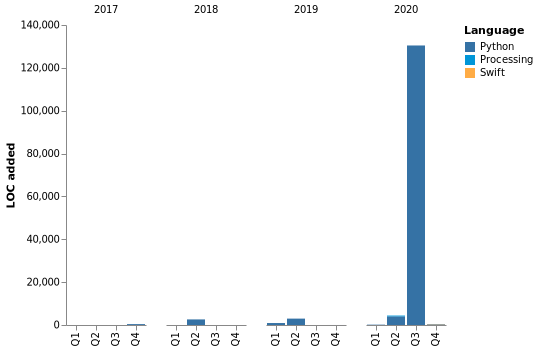 2017 2018 2019 2020
Language
Python
Processing
Swift
LOC added
140,000
120,000
100,000
80,000
60,000
40,000
20,000
0
Q1 Q2 Q3 Q4 Q1 Q2 Q3 Q4 Q1 Q2 Q3 Q4 Q1 Q2 Q3 Q4